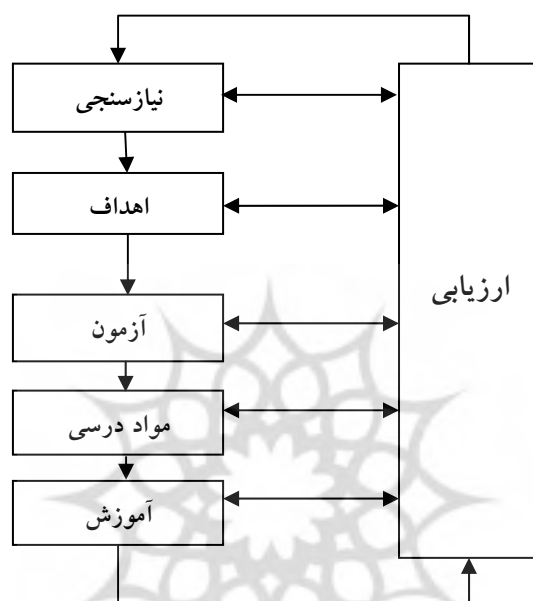 نیازسنجی
اهداف
آزمون
مواد درسی
آموزش
ارزیابی